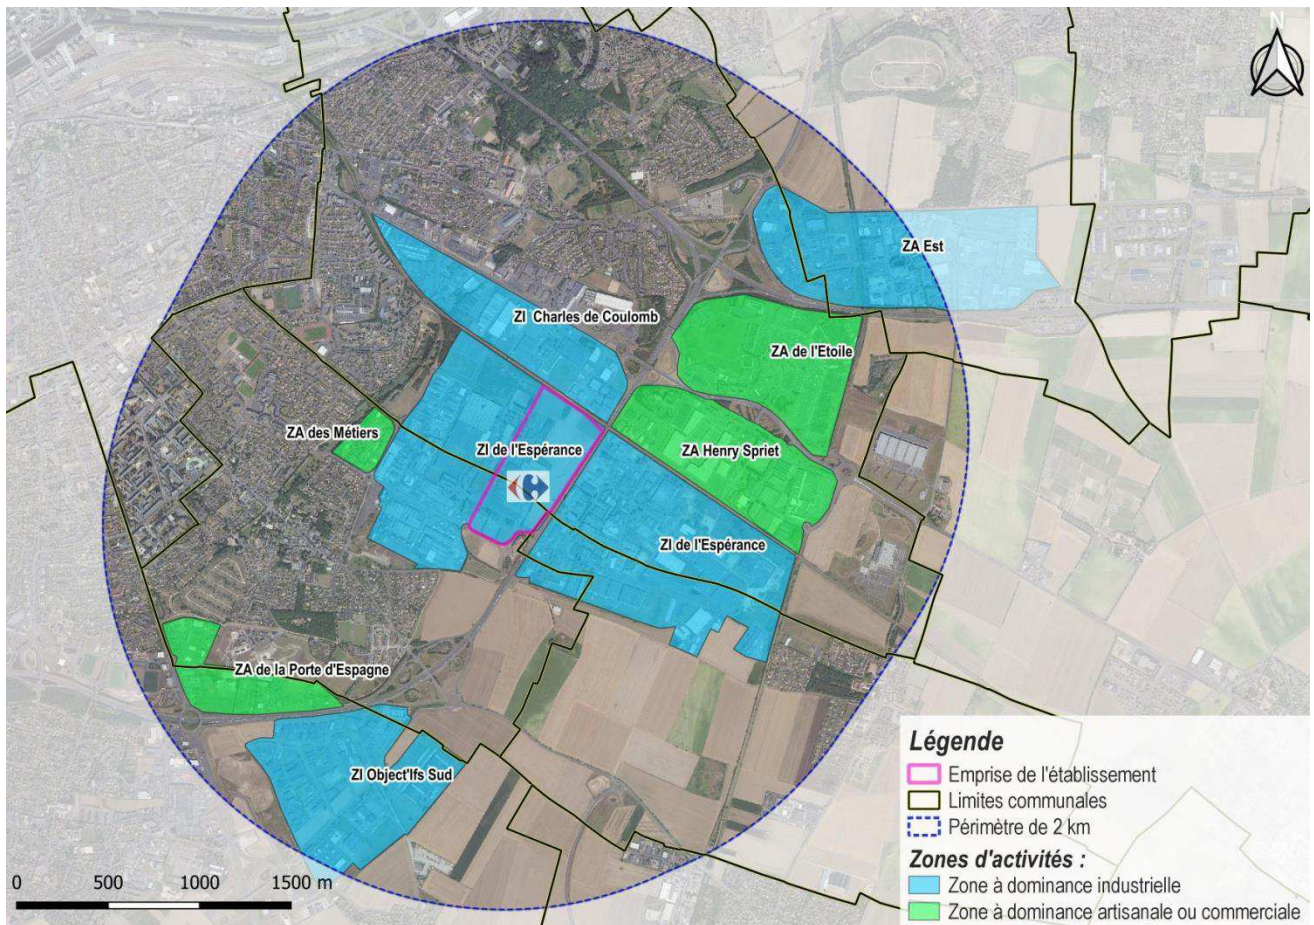 N
ZA Est
ZI Charles de Coulomb
ZA de l'Etoile
ZA des Métiers
ZI de l'Espérance
ZA Henry Spriet
ZI de l'Espérance
ZA de la Porte d'Espagne
ZI Object'Ifs Sud
0 500 1000 1500 m
Légende
Emprise de l'établissement
Limites communales
Périmètre de 2 km
Zones d'activités :
Zone à dominance industrielle
Zone à dominance artisanale ou commerciale